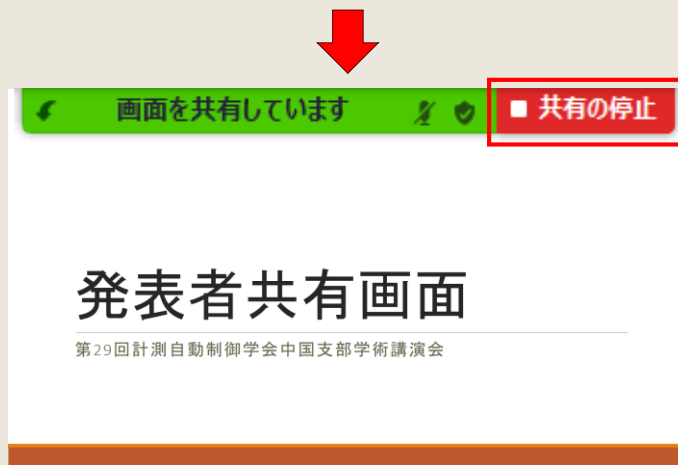 画面を共有しています
共有の停止
発表者共有画面
第29回計測自動制御学会中国支部学術講演会